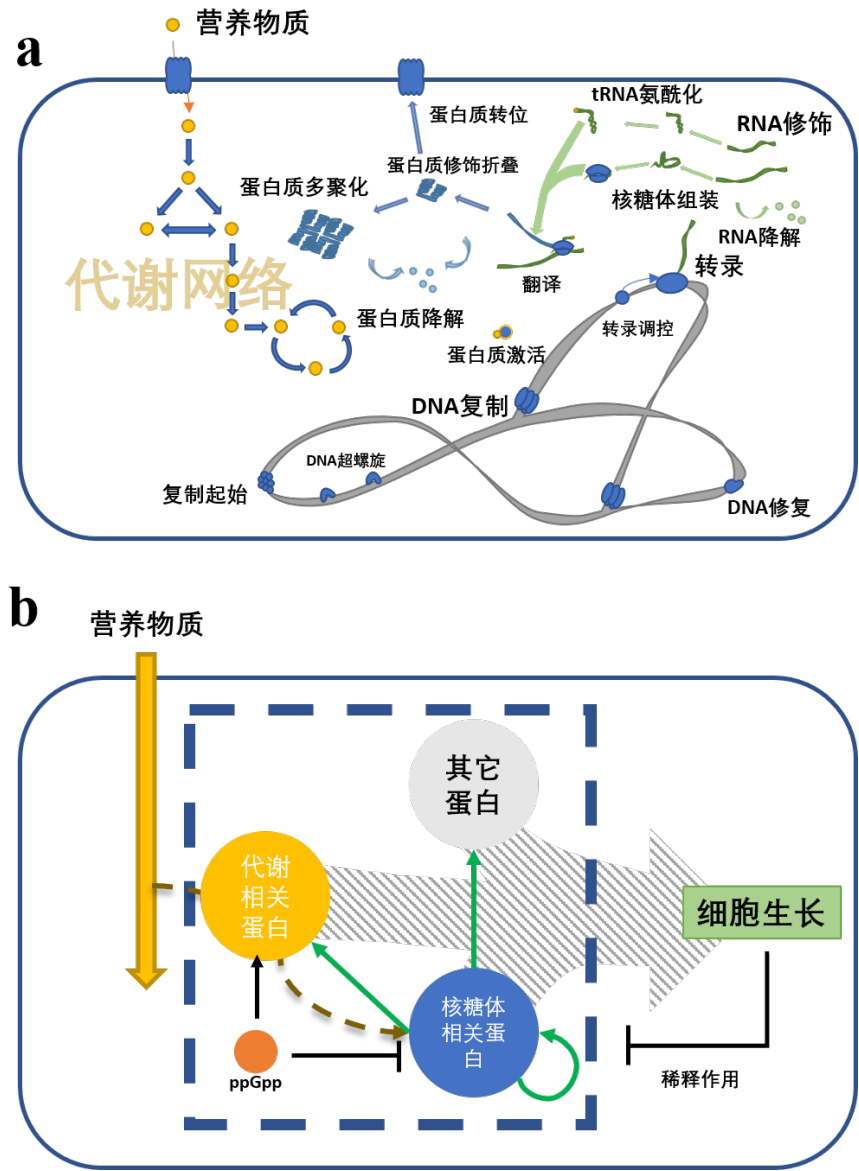 a
营养物质
tRNA氨酰化
蛋白质转位
RNA修饰
蛋白质修饰折叠
蛋白质多聚化
核糖体组装
RNA降解
代谢网络
翻译
转录
蛋白质降解
转录调控
蛋白质激活
DNA复制
DNA超螺旋
复制起始
DNA修复
b
营养物质
其它
蛋白
代谢
相关
蛋白
细胞生长
核糖体
相关蛋
白
ppGpp
稀释作用